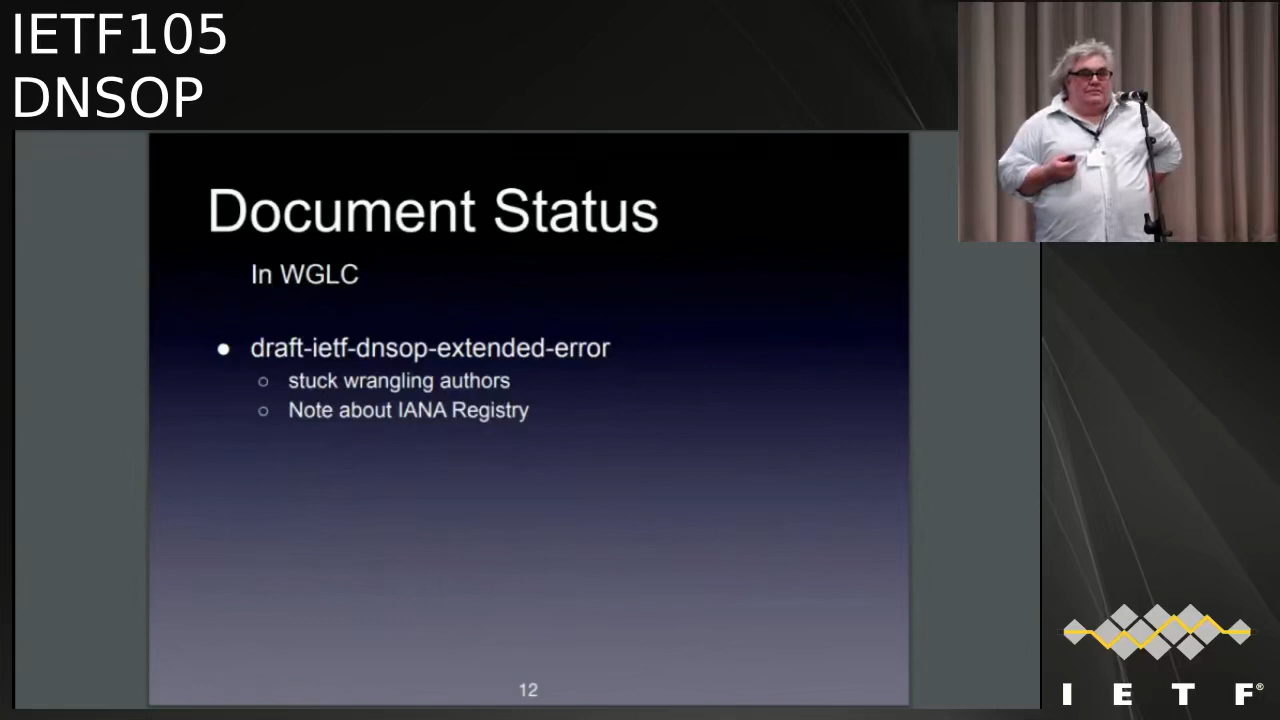 IETF105
DNSOP
Document Status
In WGLC
● draft-ietf-dnsop-extended-error
○ stuck wrangling authors
○ Note about IANA Registry
12
I E T F®